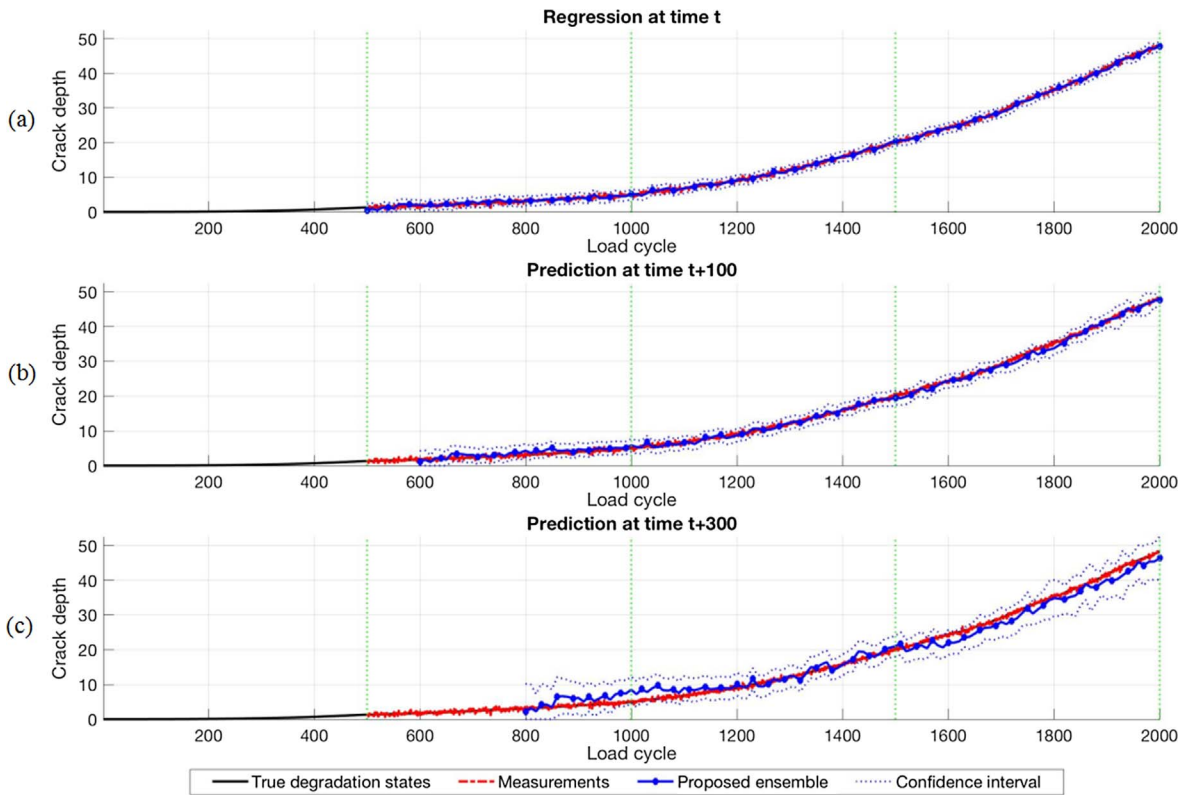 Regression at time t
(a)
Crack depth
50
40
30
20
10
0
200 400 600 800 1000 1200 1400 1600 1800 2000
Load cycle
Prediction at time t+100
(b)
Crack depth
50
40
30
20
10
0
200 400 600 800 1000 1200 1400 1600 1800 2000
Load cycle
Prediction at time t+300
(c)
Crack depth
50
40
30
20
10
0
200 400 600 800 1000 1200 1400 1600 1800 2000
Load cycle
True degradation states Measurements Proposed ensemble Confidence interval